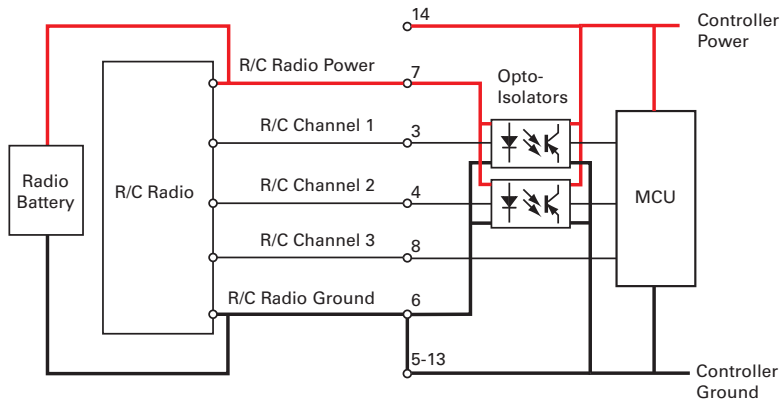 14
Controller
Power
R/C Radio Power
7
Opto-
Isolators
R/C Channel 1
3
Radio
Battery
R/C Radio
R/C Channel 2
4
MCU
R/C Channel 3
8
R/C Radio Ground
6
5-13
Controller
Ground